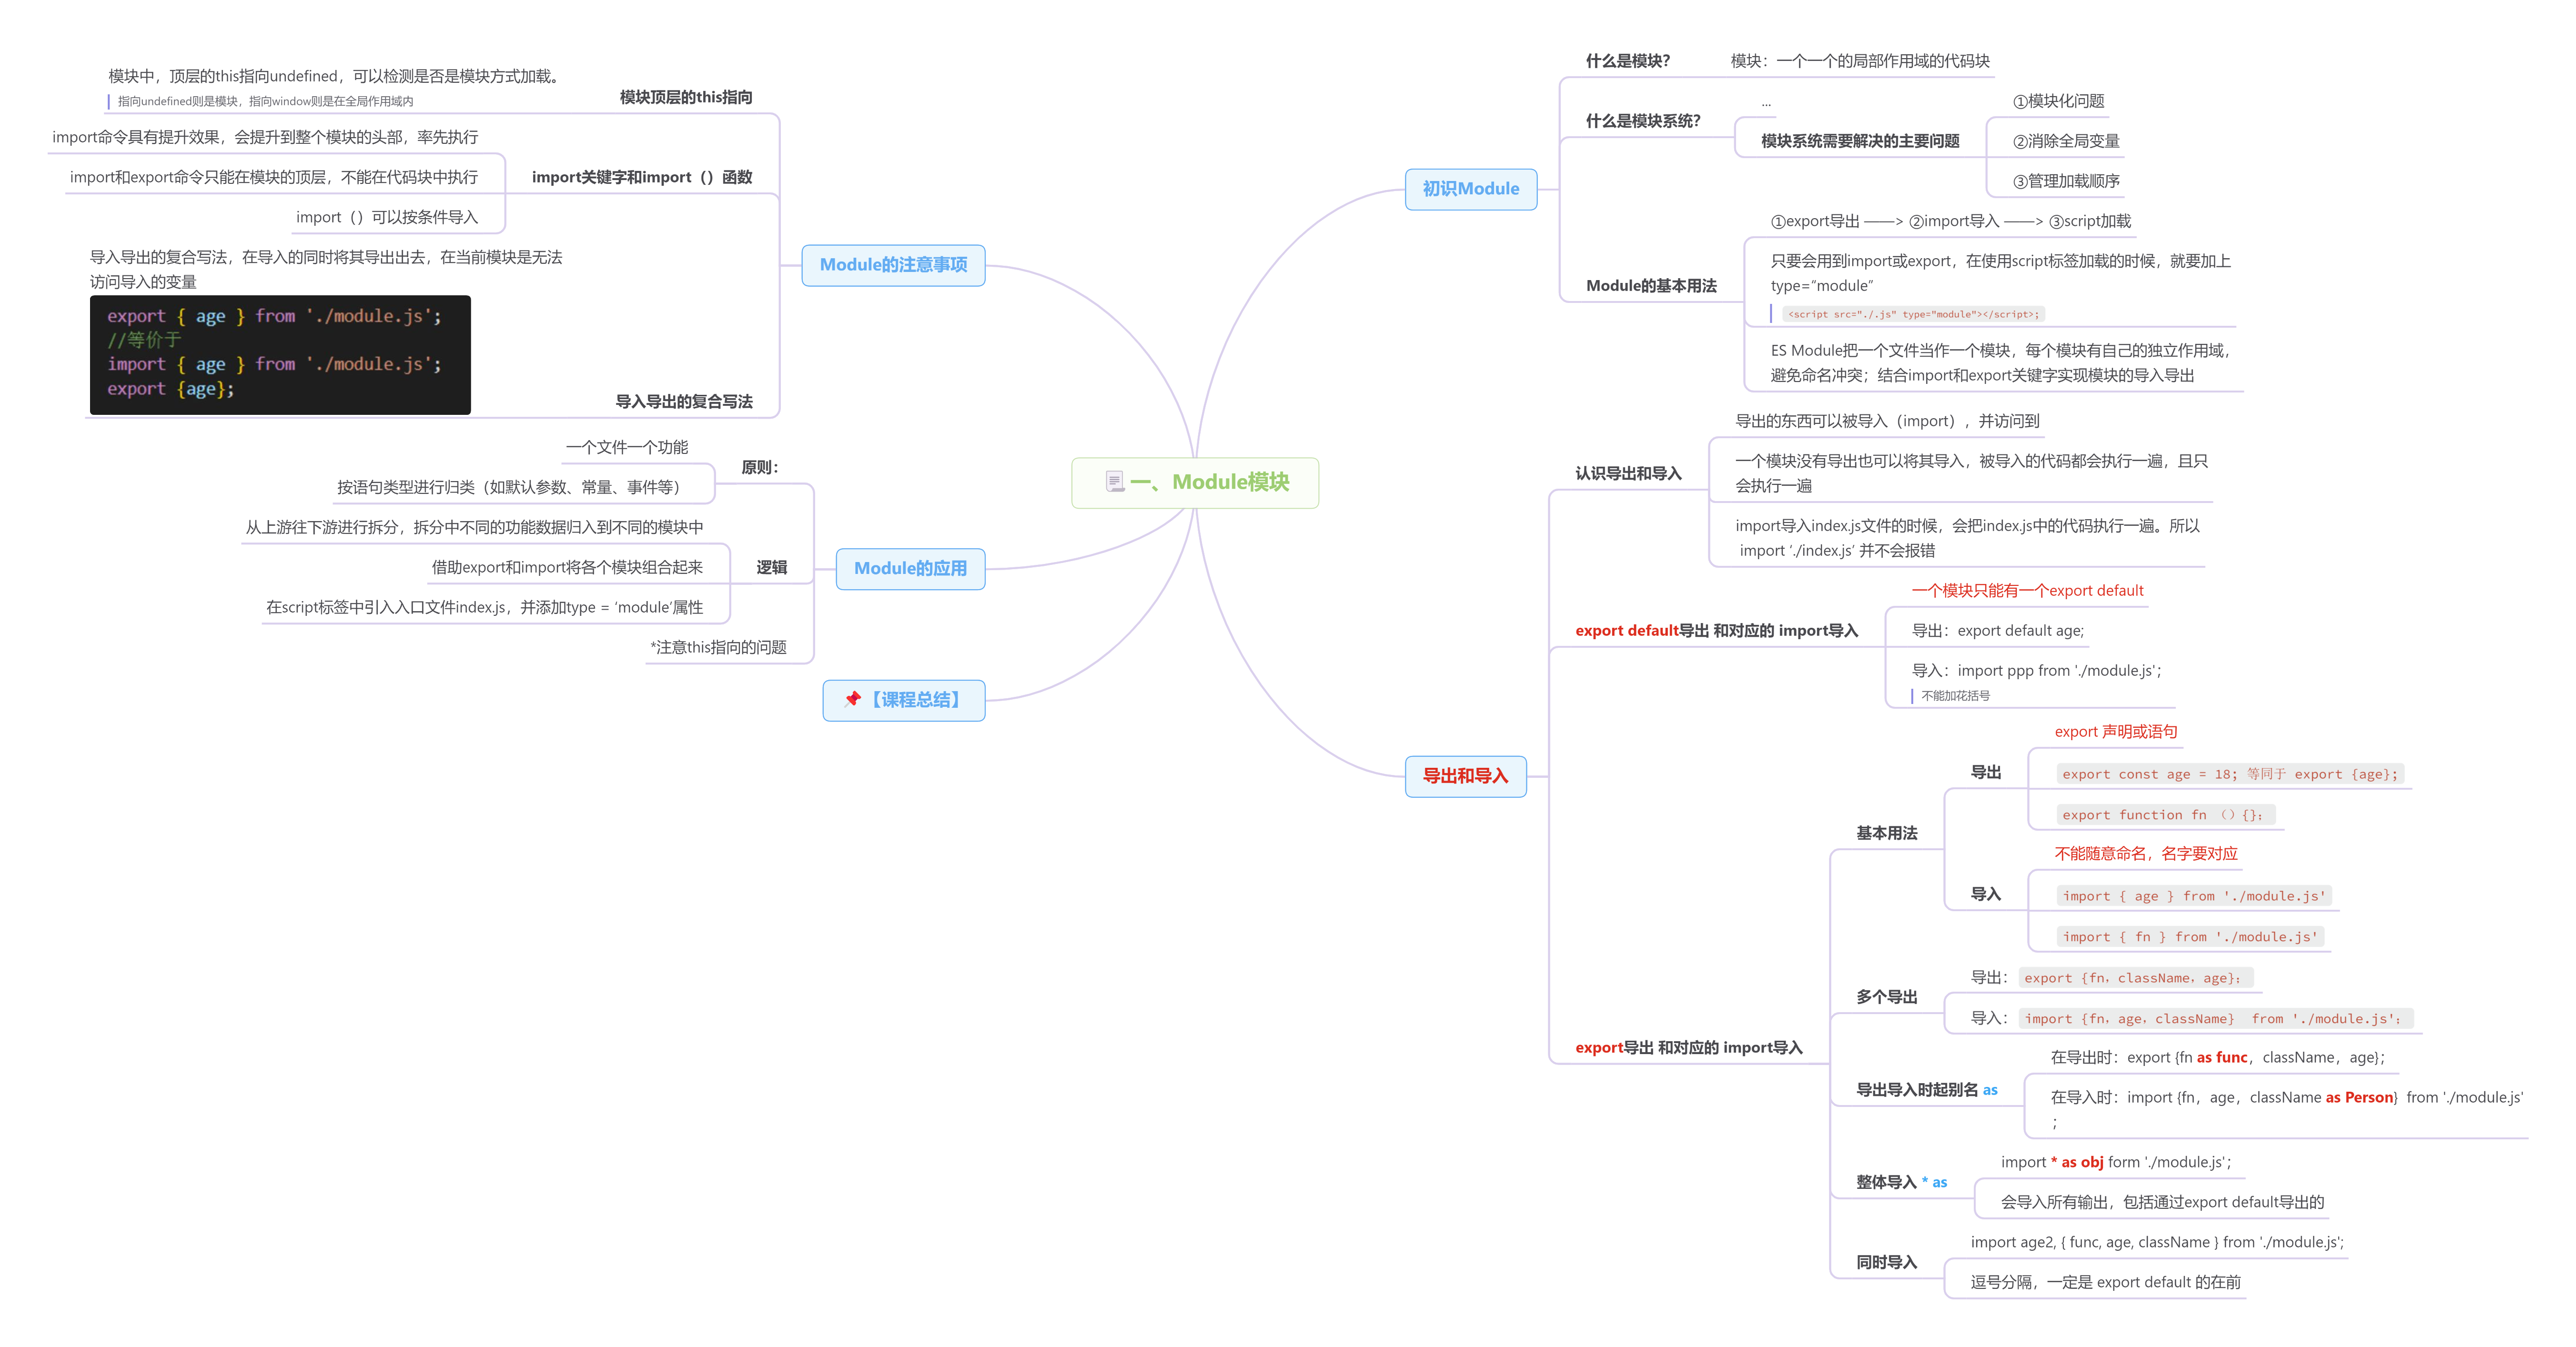 一、Module模块
初识Module
什么是模块？
模块：一个一个的局部作用域的代码块
什么是模块系统？
...
模块系统需要解决的主要问题
①模块化问题
②消除全局变量
③管理加载顺序
Module的基本用法
①export导出 ——> ②import导入 ——> ③script加载
只要会用到import或export，在使用script标签加载的时候，就要加上
type=“module”
<script src="./.js" type="module"></script>;
ES Module把一个文件当作一个模块，每个模块有自己的独立作用域，
避免命名冲突；结合import和export关键字实现模块的导入导出
导出和导入
认识导出和导入
导出的东西可以被导入（import），并访问到
一个模块没有导出也可以将其导入，被导入的代码都会执行一遍，且只
会执行一遍
import导入index.js文件的时候，会把index.js中的代码执行一遍。所以
import ‘./index.js’ 并不会报错
export default导出 和对应的 import导入
一个模块只能有一个export default
导出：export default age;
导入：import ppp from './module.js';
不能加花括号
export导出 和对应的 import导入
基本用法
导出
export 声明或语句
export const age = 18; 等同于 export {age};
export function fn （）{}；
导入
不能随意命名，名字要对应
import { age } from './module.js'
import { fn } from './module.js'
多个导出
导出： export {fn，className，age}；
导入： import {fn，age，className} from './module.js'；
导出导入时起别名 as
在导出时：export {fn as func，className，age}；
在导入时：import {fn，age，className as Person} from './module.js'
；
整体导入 * as
import * as obj form './module.js'；
会导入所有输出，包括通过export default导出的
同时导入
import age2, { func, age, className } from './module.js';
逗号分隔，一定是 export default 的在前
Module的注意事项
模块顶层的this指向
模块中，顶层的this指向undefined，可以检测是否是模块方式加载。
指向undefined则是模块，指向window则是在全局作用域内
import关键字和import（）函数
import命令具有提升效果，会提升到整个模块的头部，率先执行
import和export命令只能在模块的顶层，不能在代码块中执行
import（）可以按条件导入
导入导出的复合写法
导入导出的复合写法，在导入的同时将其导出出去，在当前模块是无法
访问导入的变量
export { age } from './module.js';
//等价于
import { age } from './module.js';
export {age};
Module的应用
原则：
一个文件一个功能
按语句类型进行归类（如默认参数、常量、事件等）
逻辑
从上游往下游进行拆分，拆分中不同的功能数据归入到不同的模块中
借助export和import将各个模块组合起来
在script标签中引入入口文件index.js，并添加type = ‘module’属性
*注意this指向的问题
【课程总结】